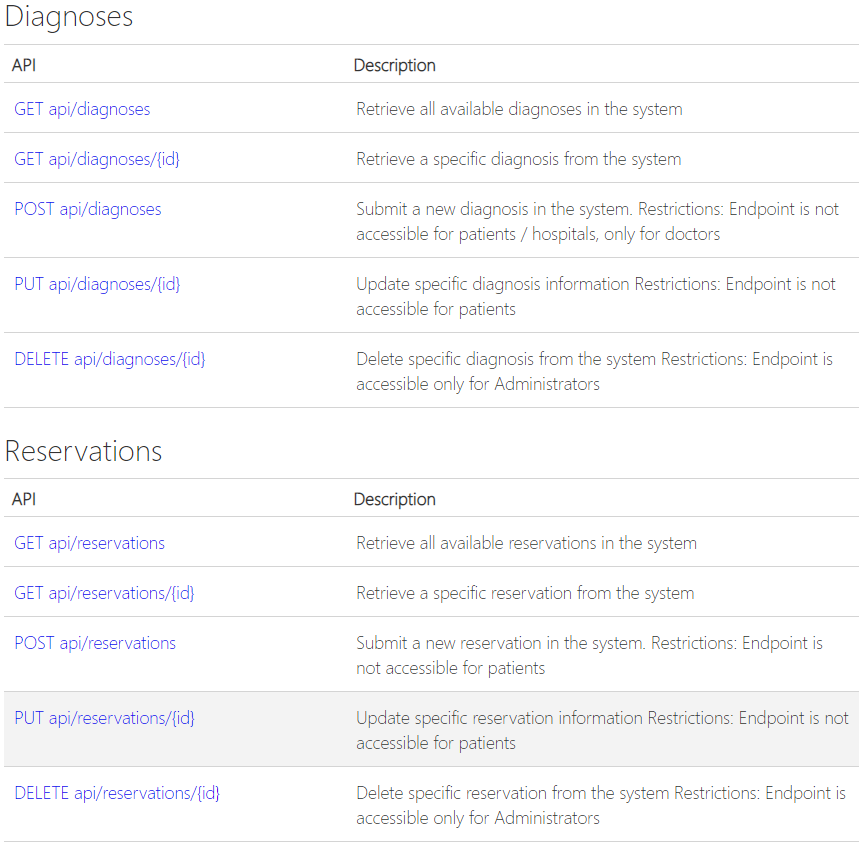 Diagnoses
API Description
GET api/diagnoses Retrieve all available diagnoses in the system
GET api/diagnoses/{id} Retrieve a specific diagnosis from the system
POST api/diagnoses Submit a new diagnosis in the system. Restrictions: Endpoint is not
accessible for patients / hospitals, only for doctors
PUT api/diagnoses/{id} Update specific diagnosis information Restrictions: Endpoint is not
accessible for patients
DELETE api/diagnoses/{id} Delete specific diagnosis from the system Restrictions: Endpoint is
accessible only for Administrators
Reservations
API Description
GET api/reservations Retrieve all available reservations in the system
GET api/reservations/{id} Retrieve a specific reservation from the system
POST api/reservations Submit a new reservation in the system. Restrictions: Endpoint is
not accessible for patients
PUT api/reservations/{id} Update specific reservation information Restrictions: Endpoint is not
accessible for patients
DELETE api/reservations/{id} Delete specific reservation from the system Restrictions: Endpoint is
accessible only for Administrators